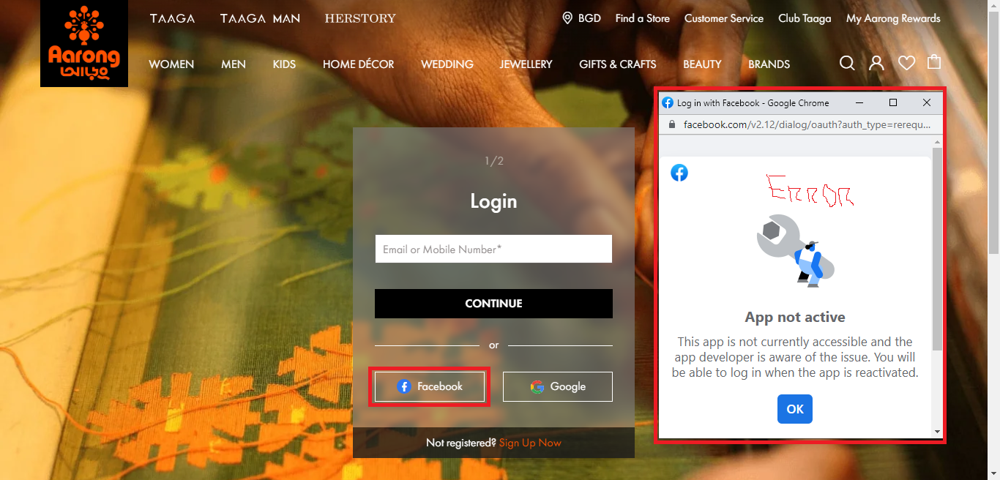 TAAGA TAAGA MAN HERSTORY
BGD Find a Store Customer Service Club Taaga My Aarong Rewards
Aarong
আড়ং
WOMEN MEN KIDS HOME DÉCOR WEDDING JEWELLERY GIFTS & CRAFTS BEAUTY BRANDS
1/2
Login
Email or Mobile Number*
CONTINUE
or
Facebook Google
Not registered? Sign Up Now
Log in with Facebook - Google Chrome
facebook.com/v2.12/dialog/oauth?auth_type=rerequ...
Error
App not active
This app is not currently accessible and the
app developer is aware of the issue. You will
be able to log in when the app is reactivated.
OK